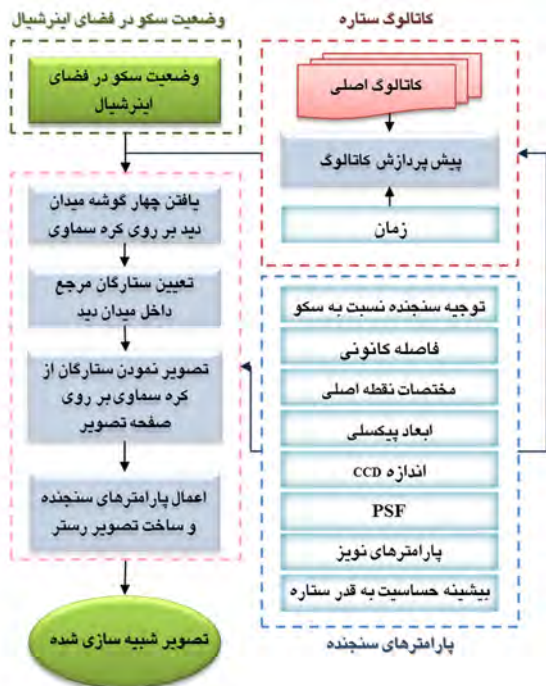 کاتالوگ ستاره
کاتالوگ اصلی
پیش پردازش کاتالوگ
زمان
وضعیت سکو در فضای اینرشیال
وضعیت سکو در فضای
اینرشیال
یافتن چهار گوشه میدان
دید بر روی کره سماوی
تعیین ستارگان مرجع
داخل میدان دید
تصویر نمودن ستارگان از
کره سماوی بر روی
صفحه تصویر
اعمال پارامترهای سنجنده
و ساخت تصویر رستر
تصویر شبیه سازی شده
توجیه سنجنده نسبت به سکو
فاصله کانونی
مختصات نقطه اصلی
ابعاد پیکسلی
اندازه CCD
PSF
پارامترهای نویز
بیشینه حساسیت به قدر ستاره
پارامترهای سنجنده